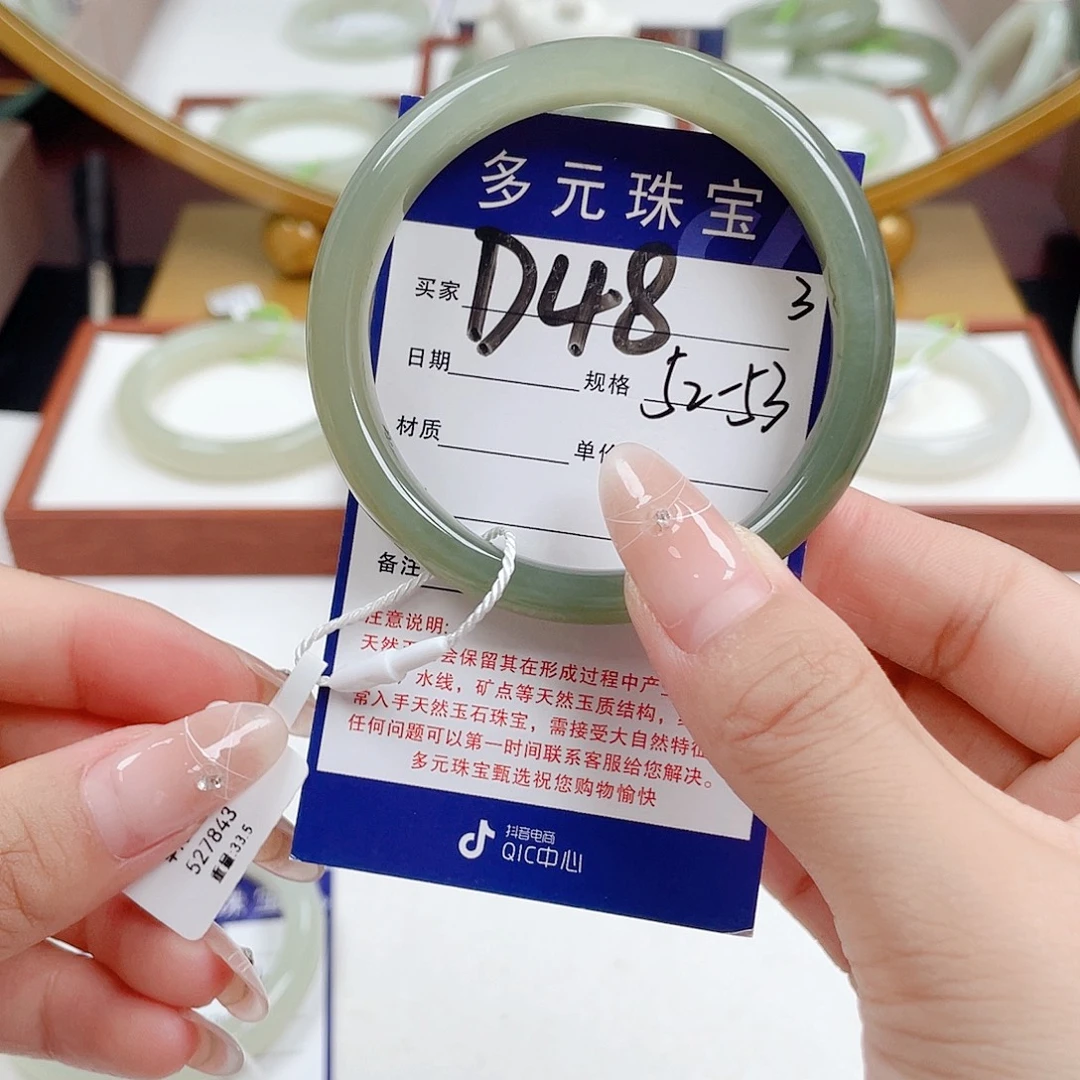 多元珠宝
买家 D48 3
日期 规格 52-53
材质 单价
备注
注意说明:
天然 会保留其在形成过程中产
水线，矿点等天然玉质结构，
常入手天然玉石珠宝，需接受大自然特征
任何问题可以第一时间联系客服给您解决。
多元珠宝甄选祝您购物愉快
抖音电商
QIC中心
527843
重量:33.5